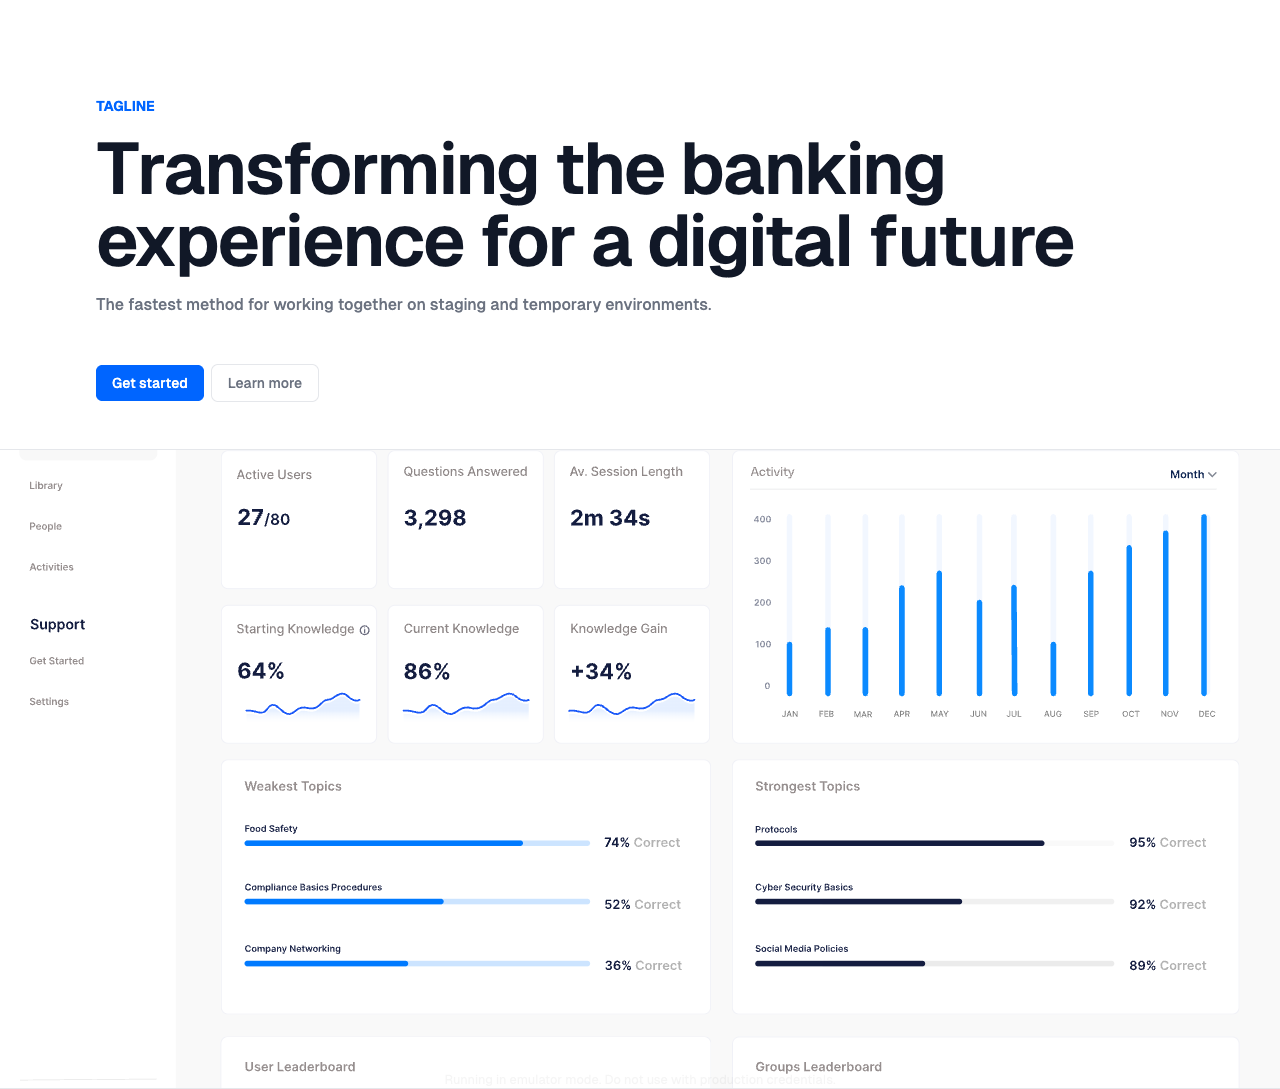 TAGLINE
Transforming the banking
experience for a digital future
The fastest method for working together on staging and temporary environments.
Get started
Learn more
Library
People
Activities
Support
Get Started
Settings
Active Users
27/80
Questions Answered
3,298
Av. Session Length
2m 34s
Starting Knowledge
64%
Current Knowledge
86%
Knowledge Gain
+34%
Activity
Month
400
300
200
100
0
JAN FEB MAR APR MAY JUN JUL AUG SEP OCT NOV DEC
Weakest Topics
Food Safety
74% Correct
Compliance Basics Procedures
52% Correct
Company Networking
36% Correct
Strongest Topics
Protocols
95% Correct
Cyber Security Basics
92% Correct
Social Media Policies
89% Correct
User Leaderboard
Groups Leaderboard
Running in emulator mode. Do not use with production credentials.